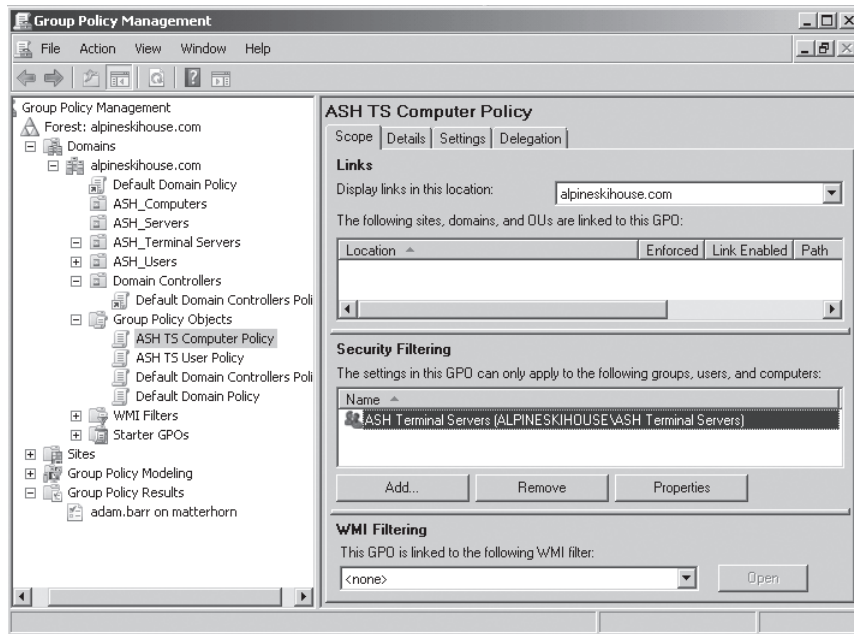 Group Policy Management
File Action View Window Help
Group Policy Management
Forest: alpineskihouse.com
Domains
alpineskihouse.com
Default Domain Policy
ASH_Computers
ASH_Servers
ASH_Terminal Servers
ASH_Users
Domain Controllers
Default Domain Controllers Poli
Group Policy Objects
ASH TS Computer Policy
ASH TS User Policy
Default Domain Controllers Poli
Default Domain Policy
WMI Filters
Starter GPOs
Sites
Group Policy Modeling
Group Policy Results
adam.barr on matterhorn
ASH TS Computer Policy
Scope Details Settings Delegation
Links
Display links in this location: alpineskihouse.com
The following sites, domains, and OUs are linked to this GPO:
Location Enforced Link Enabled Path
Security Filtering
The settings in this GPO can only apply to the following groups, users, and computers:
Name
ASH Terminal Servers (ALPINESKIHOUSE\ASH Terminal Servers)
Add... Remove Properties
WMI Filtering
This GPO is linked to the following WMI filter:
<none> Open